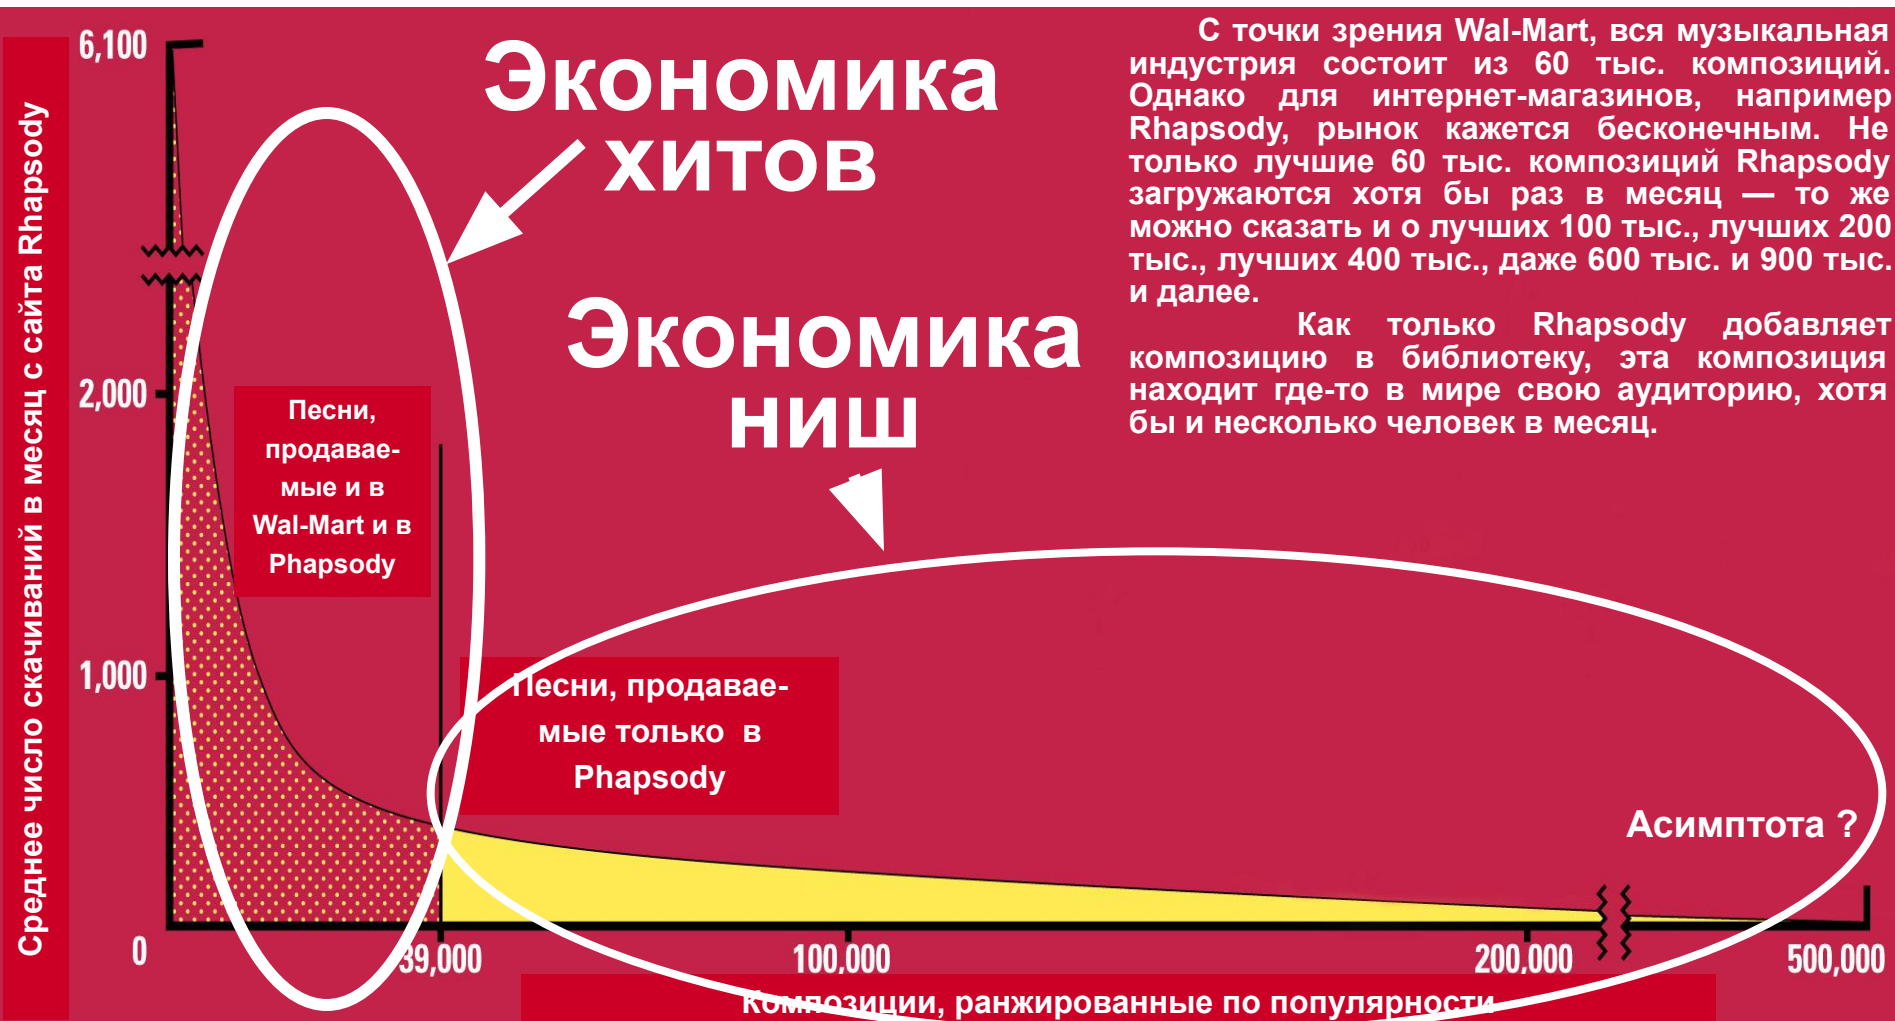 6,100
Экономика
хитов
С точки зрения Wal-Mart, вся музыкальная
индустрия состоит из 60 тыс. композиций.
Однако для интернет-магазинов, например
Rhapsody, рынок кажется бесконечным. Не
только лучшие 60 тыс. композиций Rhapsody
загружаются хотя бы раз в месяц — то же
можно сказать и о лучших 100 тыс., лучших 200
тыс., лучших 400 тыс., даже 600 тыс. и 900 тыс.
и далее.
Как только Rhapsody добавляет
композицию в библиотеку, эта композиция
находит где-то в мире свою аудиторию, хотя
бы и несколько человек в месяц.
Среднее число скачиваний в месяц с сайта Rhapsody
Экономика
ниш
2,000
Песни,
продавае-
мые и в
Wal-Mart и в
Phapsody
1,000
Песни, продавае-
мые только в
Phapsody
Асимптота ?
0
39,000
100,000
200,000
500,000
Композиции, ранжированные по популярности